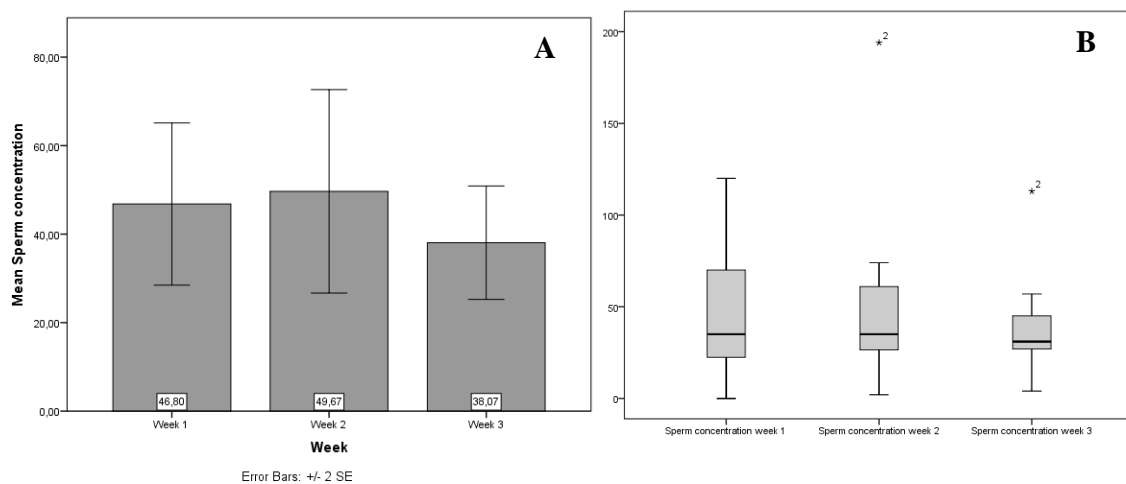 A
Mean Sperm concentration
80,00
60,00
40,00
20,00
0,00
46,80
49,67
38,07
Week 1
Week 2
Week 3
Week
Error Bars: +/- 2 SE
B
200
150
100
50
0
*2
*2
Sperm concentration week 1
Sperm concentration week 2
Sperm concentration week 3